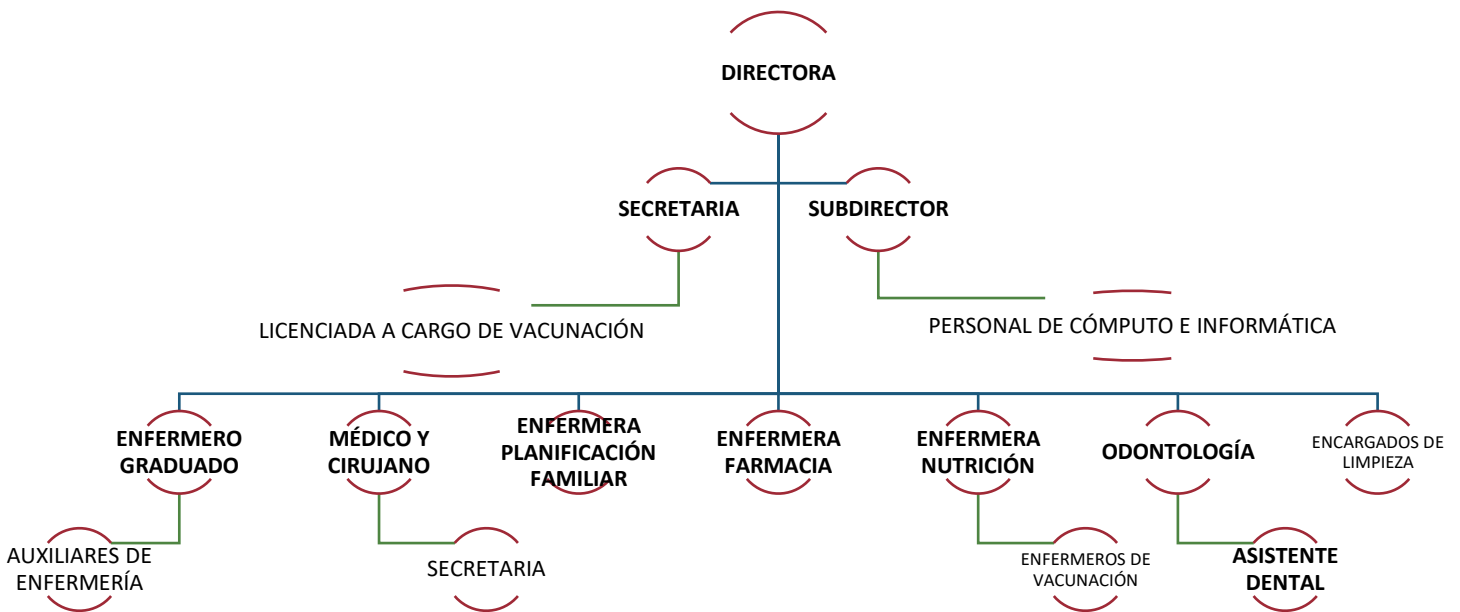 DIRECTORA
SECRETARIA
SUBDIRECTOR
LICENCIADA A CARGO DE VACUNACIÓN
PERSONAL DE CÓMPUTO E INFORMÁTICA
ENFERMERO
GRADUADO
MÉDICO Y
CIRUJANO
ENFERMERA
PLANIFICACIÓN
FAMILIAR
ENFERMERA
FARMACIA
ENFERMERA
NUTRICIÓN
ODONTOLOGÍA
ENCARGADOS DE
LIMPIEZA
AUXILIARES DE
ENFERMERÍA
SECRETARIA
ENFERMEROS DE
VACUNACIÓN
ASISTENTE
DENTAL